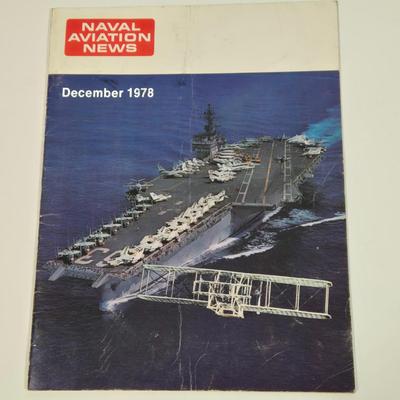 NAVAL
AVIATION
NEWS
December 1978